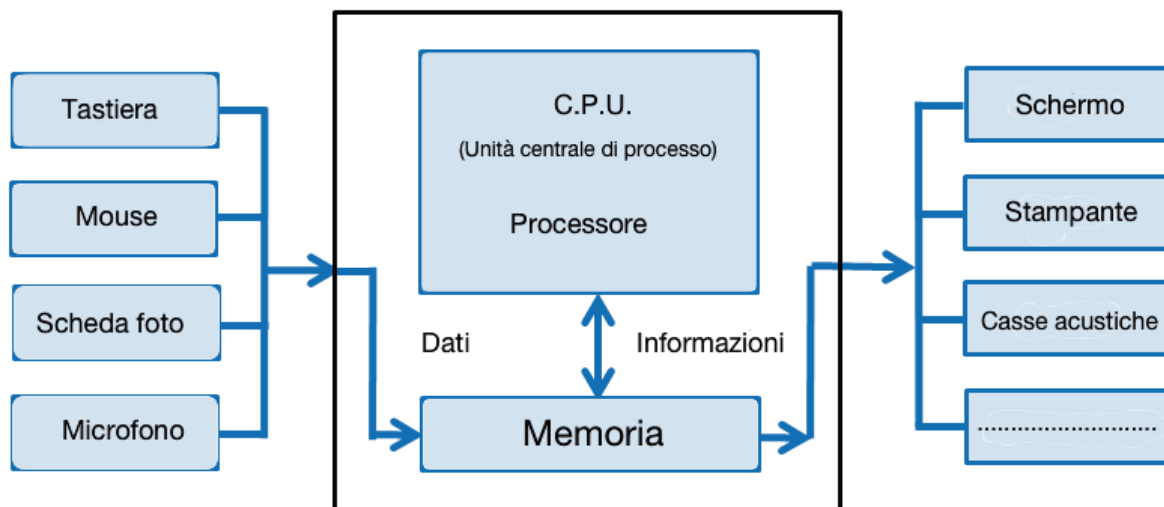 Tastiera
Mouse
Scheda foto
Microfono
C.P.U.
(Unità centrale di processo)
Processore
Dati
Informazioni
Memoria
Schermo
Stampante
Casse acustiche
............................